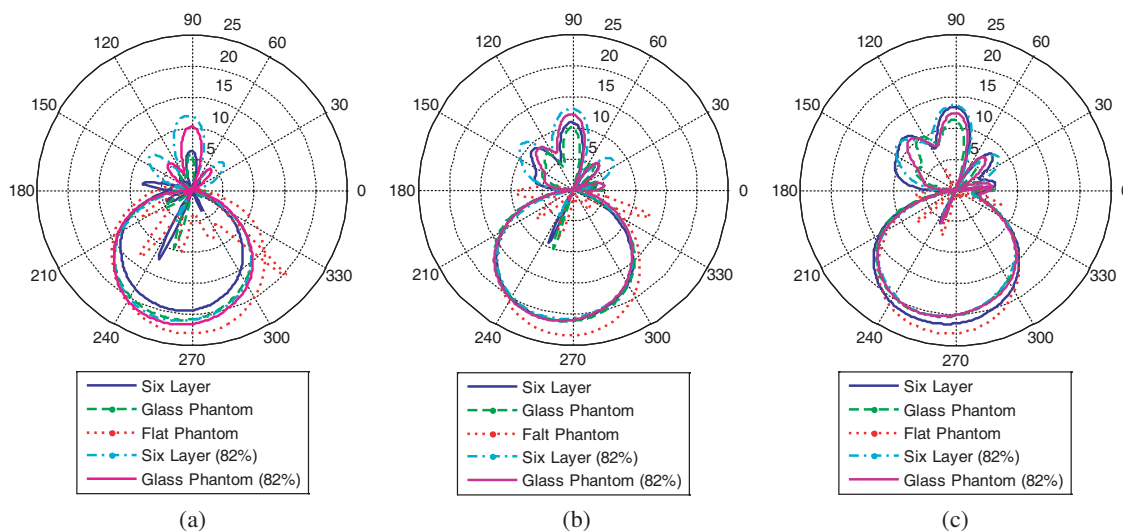 90
25
120
60
20
15
150
30
10
5
180
0
210
330
240
300
270
Six Layer
Glass Phantom
Flat Phantom
Six Layer (82%)
Glass Phantom (82%)
(a)
90
25
120
60
20
15
150
30
10
5
180
0
210
330
240
300
270
Six Layer
Glass Phantom
Falt Phantom
Six Layer (82%)
Glass Phantom (82%)
(b)
90
25
120
60
20
15
150
30
10
5
180
0
210
330
240
300
270
Six Layer
Glass Phantom
Flat Phantom
Six Layer (82%)
Glass Phantom (82%)
(c)